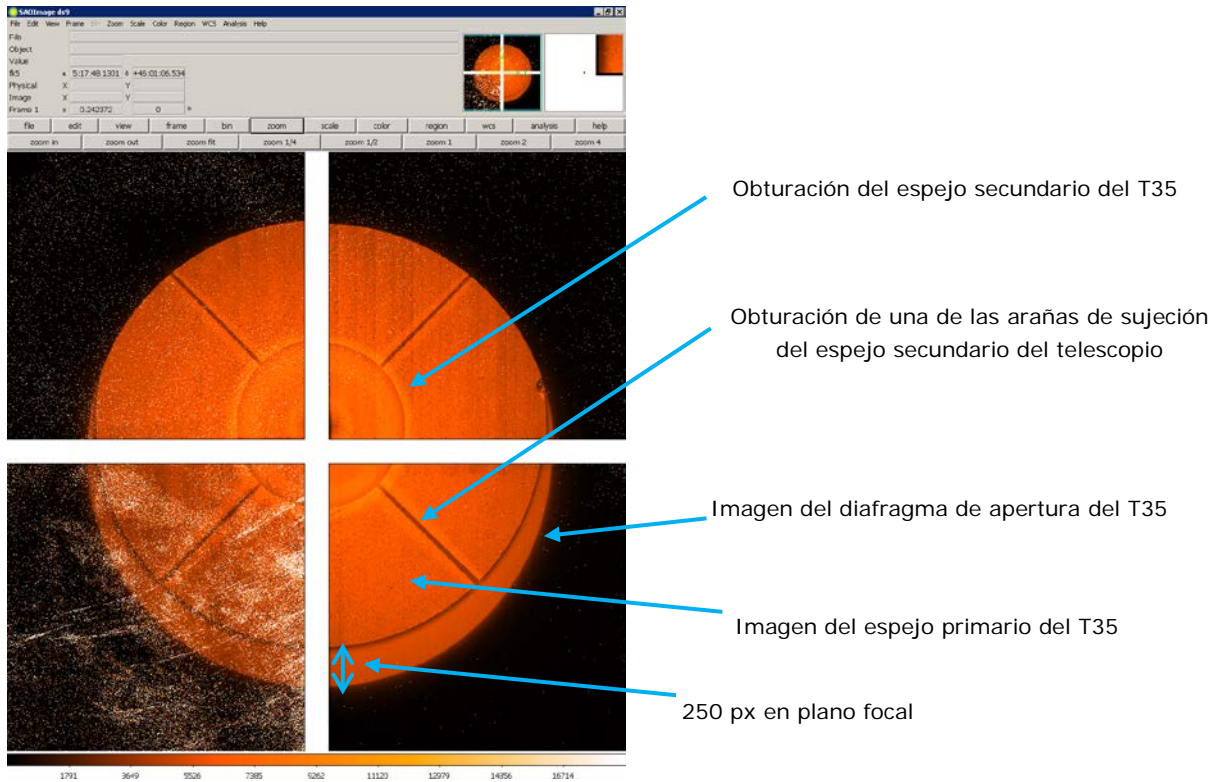 SAOImage ds9
File Edit View Frame Bin Zoom Scale Color Region WCS Analysis Help
File
Object
Value
fk5 5:17:48.1301 δ +46:01:06.534
Physical X Y
Image X Y
Frame 1 x 0.242372 0 °
file edit view frame bin zoom scale color region wcs analysis help
zoom in zoom out zoom fit zoom 1/4 zoom 1/2 zoom 1 zoom 2 zoom 4
Obturación del espejo secundario del T35
Obturación de una de las arañas de sujeción
del espejo secundario del telescopio
Imagen del diafragma de apertura del T35
Imagen del espejo primario del T35
250 px en plano focal
1791 3649 5526 7385 9262 11120 12979 14856 16714